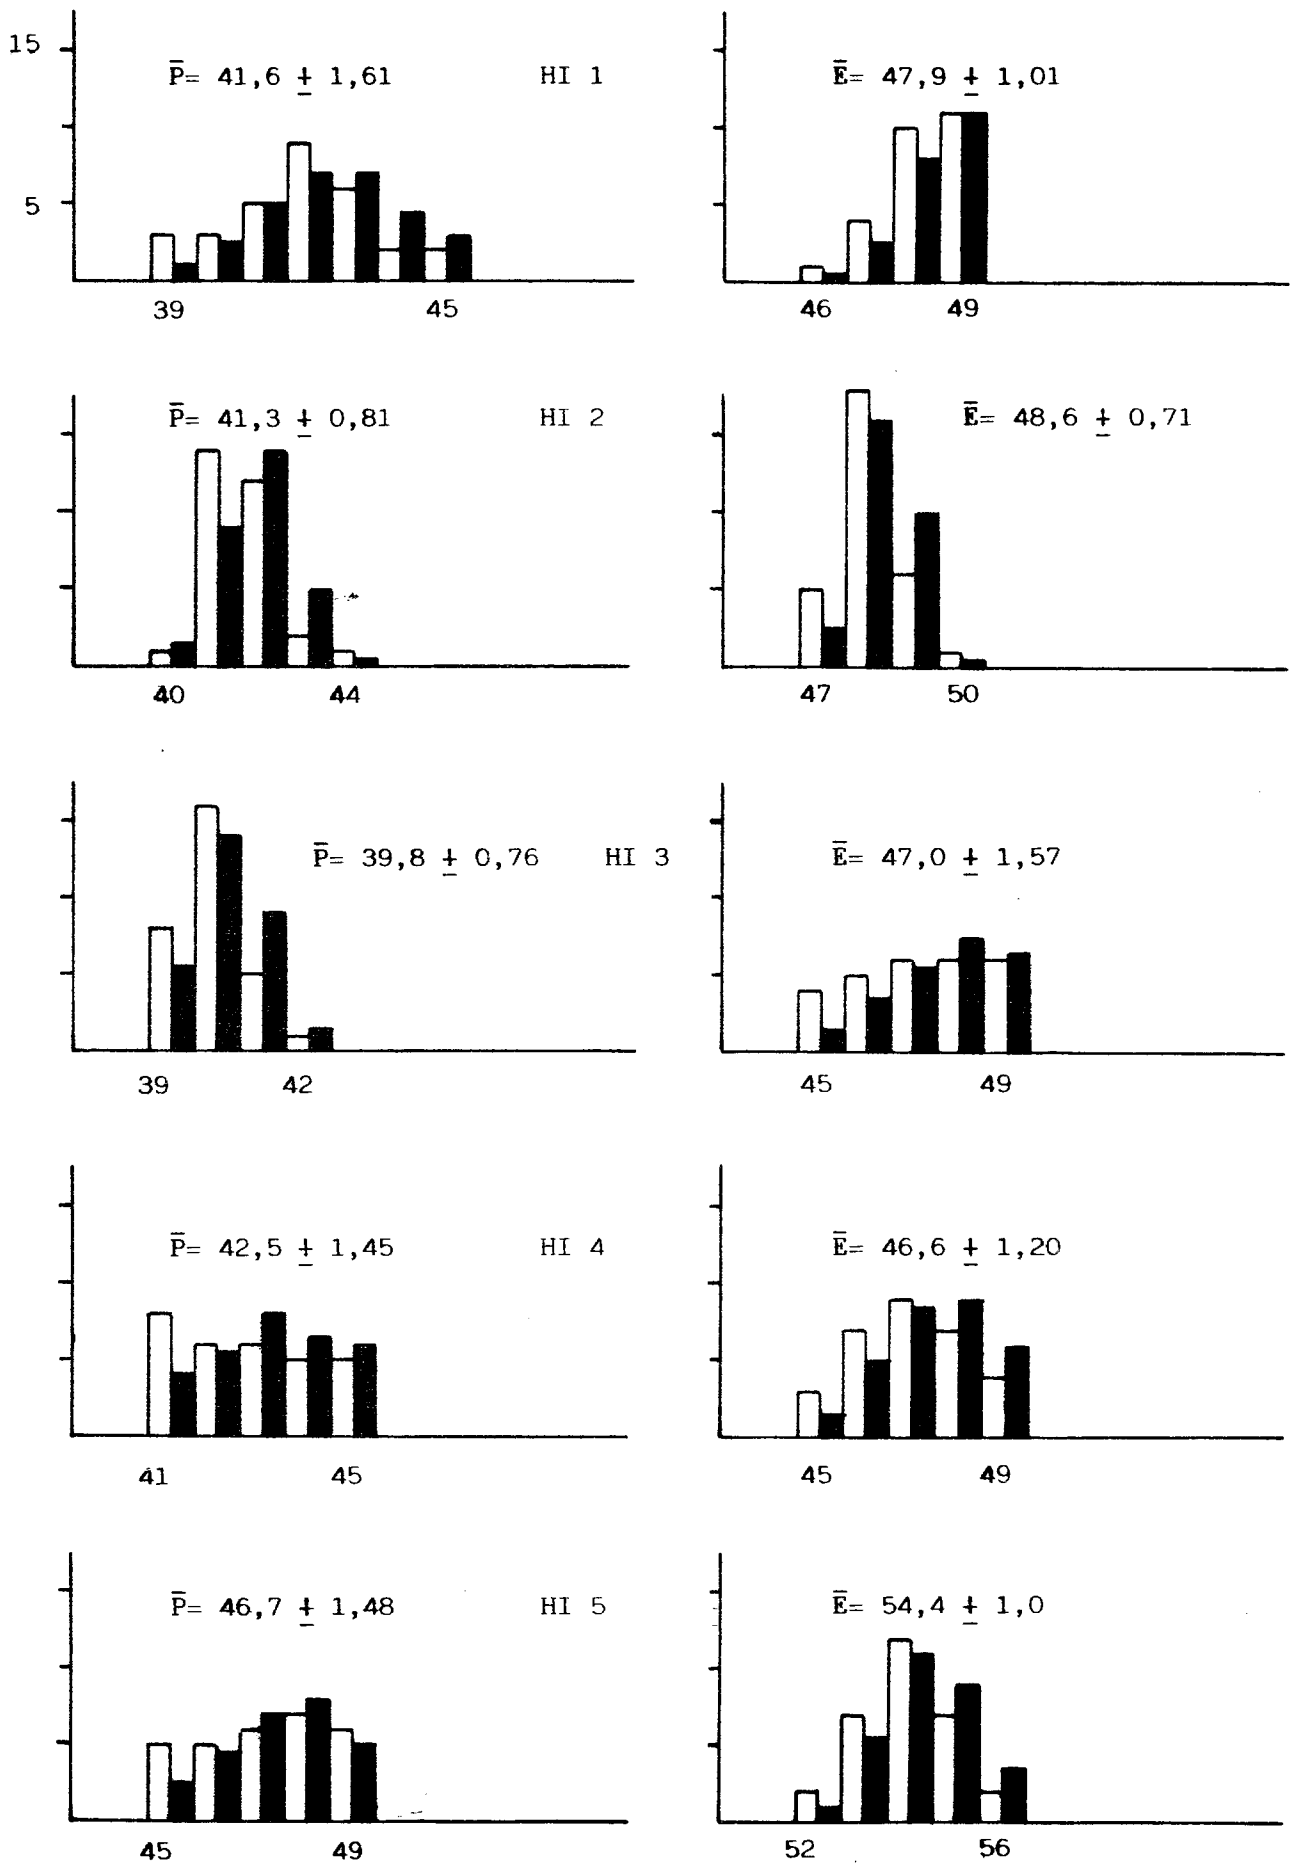 15
P̄= 41,6 ± 1,61 HI 1 Ē= 47,9 ± 1,01
5
39 45 46 49
P̄= 41,3 ± 0,81 HI 2 Ē= 48,6 ± 0,71
40 44 47 50
P̄= 39,8 ± 0,76 HI 3 Ē= 47,0 ± 1,57
39 42 45 49
P̄= 42,5 ± 1,45 HI 4 Ē= 46,6 ± 1,20
41 45 45 49
P̄= 46,7 ± 1,48 HI 5 Ē= 54,4 ± 1,0
45 49 52 56